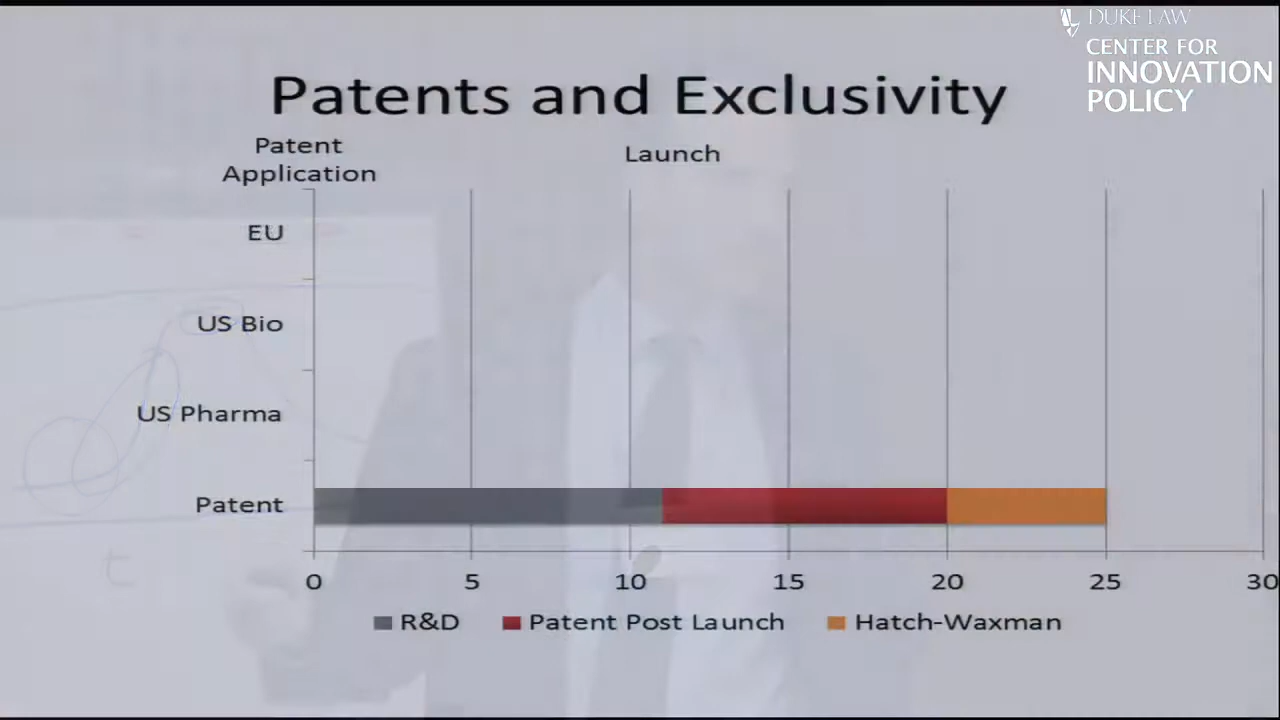 DUKE LAW
CENTER FOR
INNOVATION
POLICY
Patents and Exclusivity
Patent
Application
Launch
EU
US Bio
US Pharma
Patent
0 5 10 15 20 25 30
R&D Patent Post Launch Hatch-Waxman
t